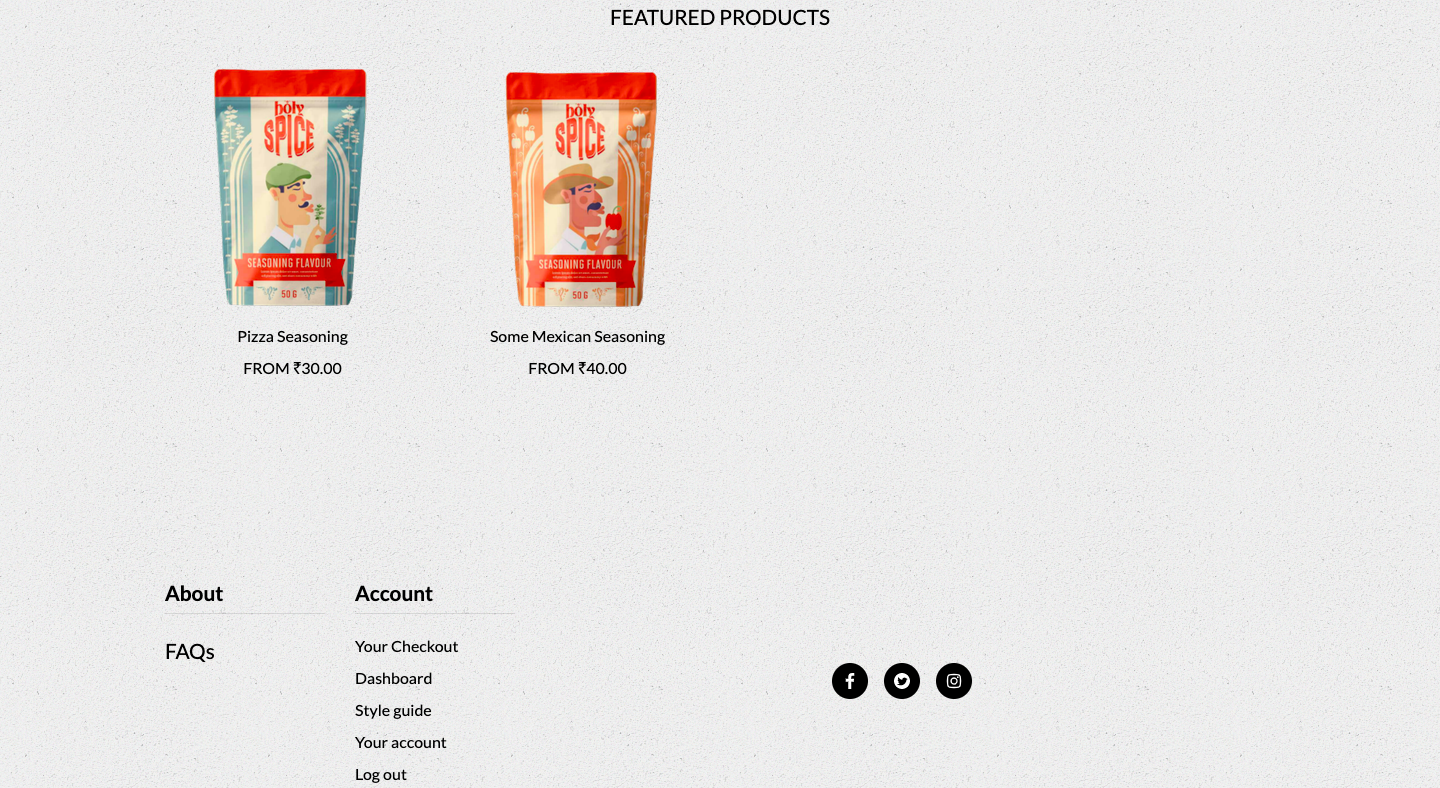 FEATURED PRODUCTS
holy
SPICE
SEASONING FLAVOUR
50 G
holy
SPICE
SEASONING FLAVOUR
50 G
Pizza Seasoning
Some Mexican Seasoning
FROM ₹30.00
FROM ₹40.00
About
Account
FAQs
Your Checkout
Dashboard
Style guide
Your account
Log out